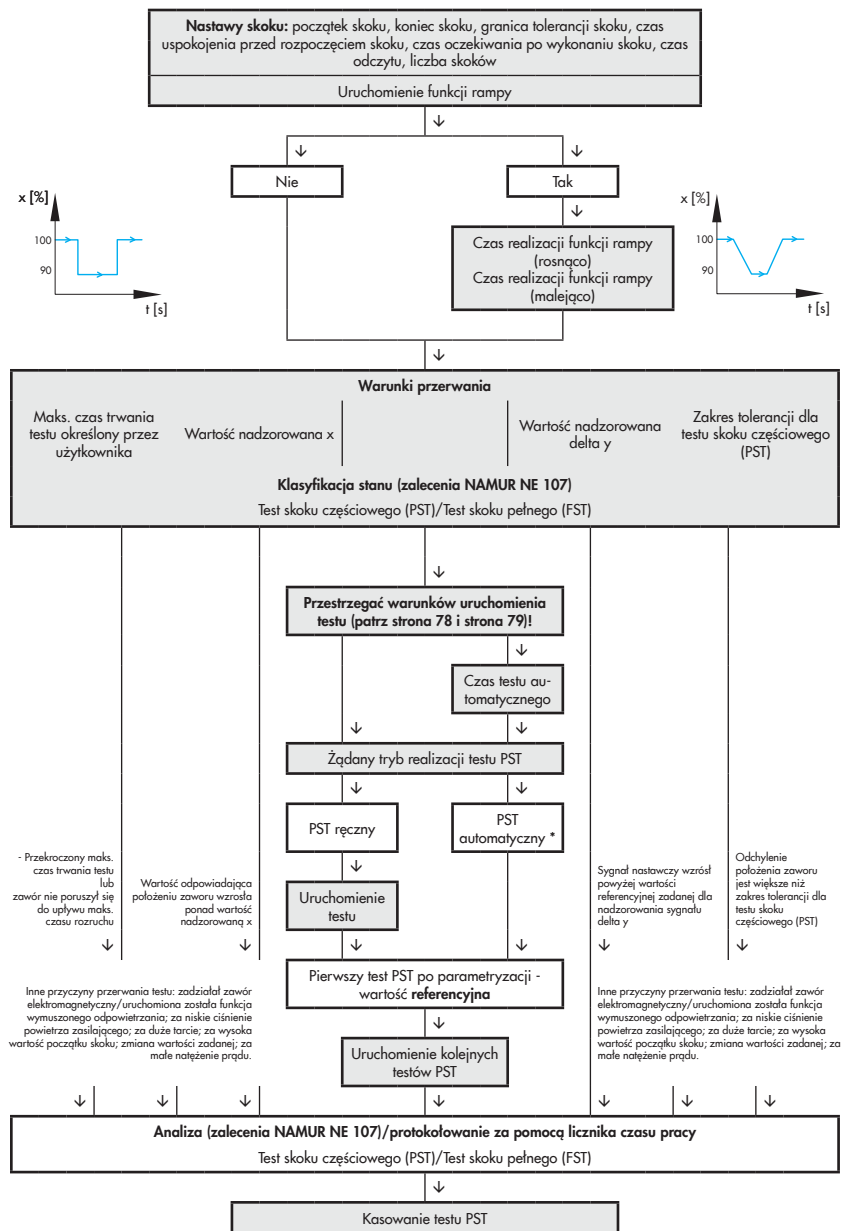 Nastawy skoku: początek skoku, koniec skoku, granica tolerancji skoku, czas
uspokojenia przed rozpoczęciem skoku, czas oczekiwania po wykonaniu skoku, czas
odczytu, liczba skoków
Uruchomienie funkcji rampy
Nie
Tak
x [%]
100
90
t [s]
Czas realizacji funkcji rampy
(rosnąco)
Czas realizacji funkcji rampy
(malejąco)
x [%]
100
90
t [s]
Warunki przerwania
Maks. czas trwania
testu określony przez
użytkownika
Wartość nadzorowana x
Wartość nadzorowana
delta y
Zakres tolerancji dla
testu skoku częściowego
(PST)
Klasyfikacja stanu (zalecenia NAMUR NE 107)
Test skoku częściowego (PST)/Test skoku pełnego (FST)
Przestrzegać warunków uruchomienia
testu (patrz strona 78 i strona 79)!
Czas testu au-
tomatycznego
Żądany tryb realizacji testu PST
PST ręczny
PST
automatyczny *
- Przekroczony maks.
czas trwania testu
lub
zawór nie poruszył się
do upływu maks.
czasu rozruchu
Wartość odpowiadająca
położeniu zaworu wzrosła
ponad wartość
nadzorowaną x
Uruchomienie
testu
Sygnał nastawczy wzrósł
powyżej wartości
referencyjnej zadanej dla
nadzorowania sygnału
delta y
Odchylenie
położenia zaworu
jest większe niż
zakres tolerancji dla
testu skoku
częściowego (PST)
Pierwszy test PST po parametryzacji -
wartość referencyjna
Inne przyczyny przerwania testu: zadziałał zawór
elektromagnetyczny/uruchomiona została funkcja
wymuszonego odpowietrzania; za niskie ciśnienie
powietrza zasilającego; za duże tarcie; za wysoka
wartość początku skoku; zmiana wartości zadanej; za
małe natężenie prądu.
Inne przyczyny przerwania testu: zadziałał zawór
elektromagnetyczny/uruchomiona została funkcja
wymuszonego odpowietrzania; za niskie ciśnienie
powietrza zasilającego; za duże tarcie; za wysoka
wartość początku skoku; zmiana wartości zadanej; za
małe natężenie prądu.
Uruchomienie kolejnych
testów PST
Analiza (zalecenia NAMUR NE 107)/protokołowanie za pomocą licznika czasu pracy
Test skoku częściowego (PST)/Test skoku pełnego (FST)
Kasowanie testu PST